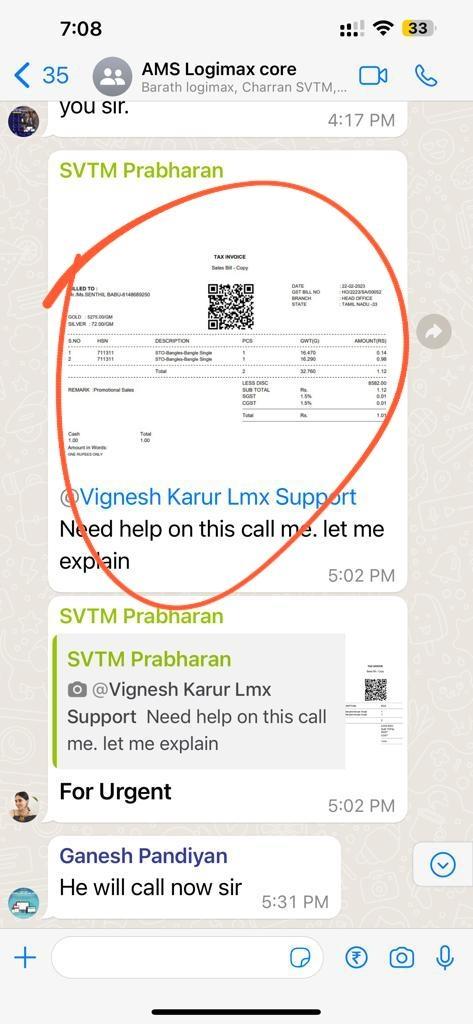 7:08
33
35
AMS Logimax core
Barath logimax, Charran SVTM,...
you sir.
4:17 PM
SVTM Prabharan
TAX INVOICE
Sales Bill - Copy
SENTHIL BABU-8148689250
DATE :22-02-2023
GST BILL NO
BRANCH : HEAD OFFICE
STATE : TAMIL NADU -33
GOLD : 5275.00/GM
SILVER : 72.00/GM
S.NO HSN DESCRIPTION PCS GWT(G) AMOUNT(RS)
1 711311 STO-Bangles-Bangle Single 1 16.470 0.14
2 711311 STO-Bangles-Bangle Single 1 16.290 0.98
Total 2 32.760 1.12
LESS DISC 8582.00
REMARK :Promotional Sales
SUB TOTAL Rs. 1.12
SGST 1.5% 0.01
CGST 1.5% 0.01
Total Rs. 1.01
Cash Total
1.00 1.00
Amount in Words:
ONE RUPEES ONLY
@Vignesh Karur Lmx Support
Need help on this call me. let me
explain
5:02 PM
SVTM Prabharan
SVTM Prabharan
@Vignesh Karur Lmx
Support Need help on this call
me. let me explain
For Urgent
5:02 PM
Ganesh Pandiyan
He will call now sir
5:31 PM